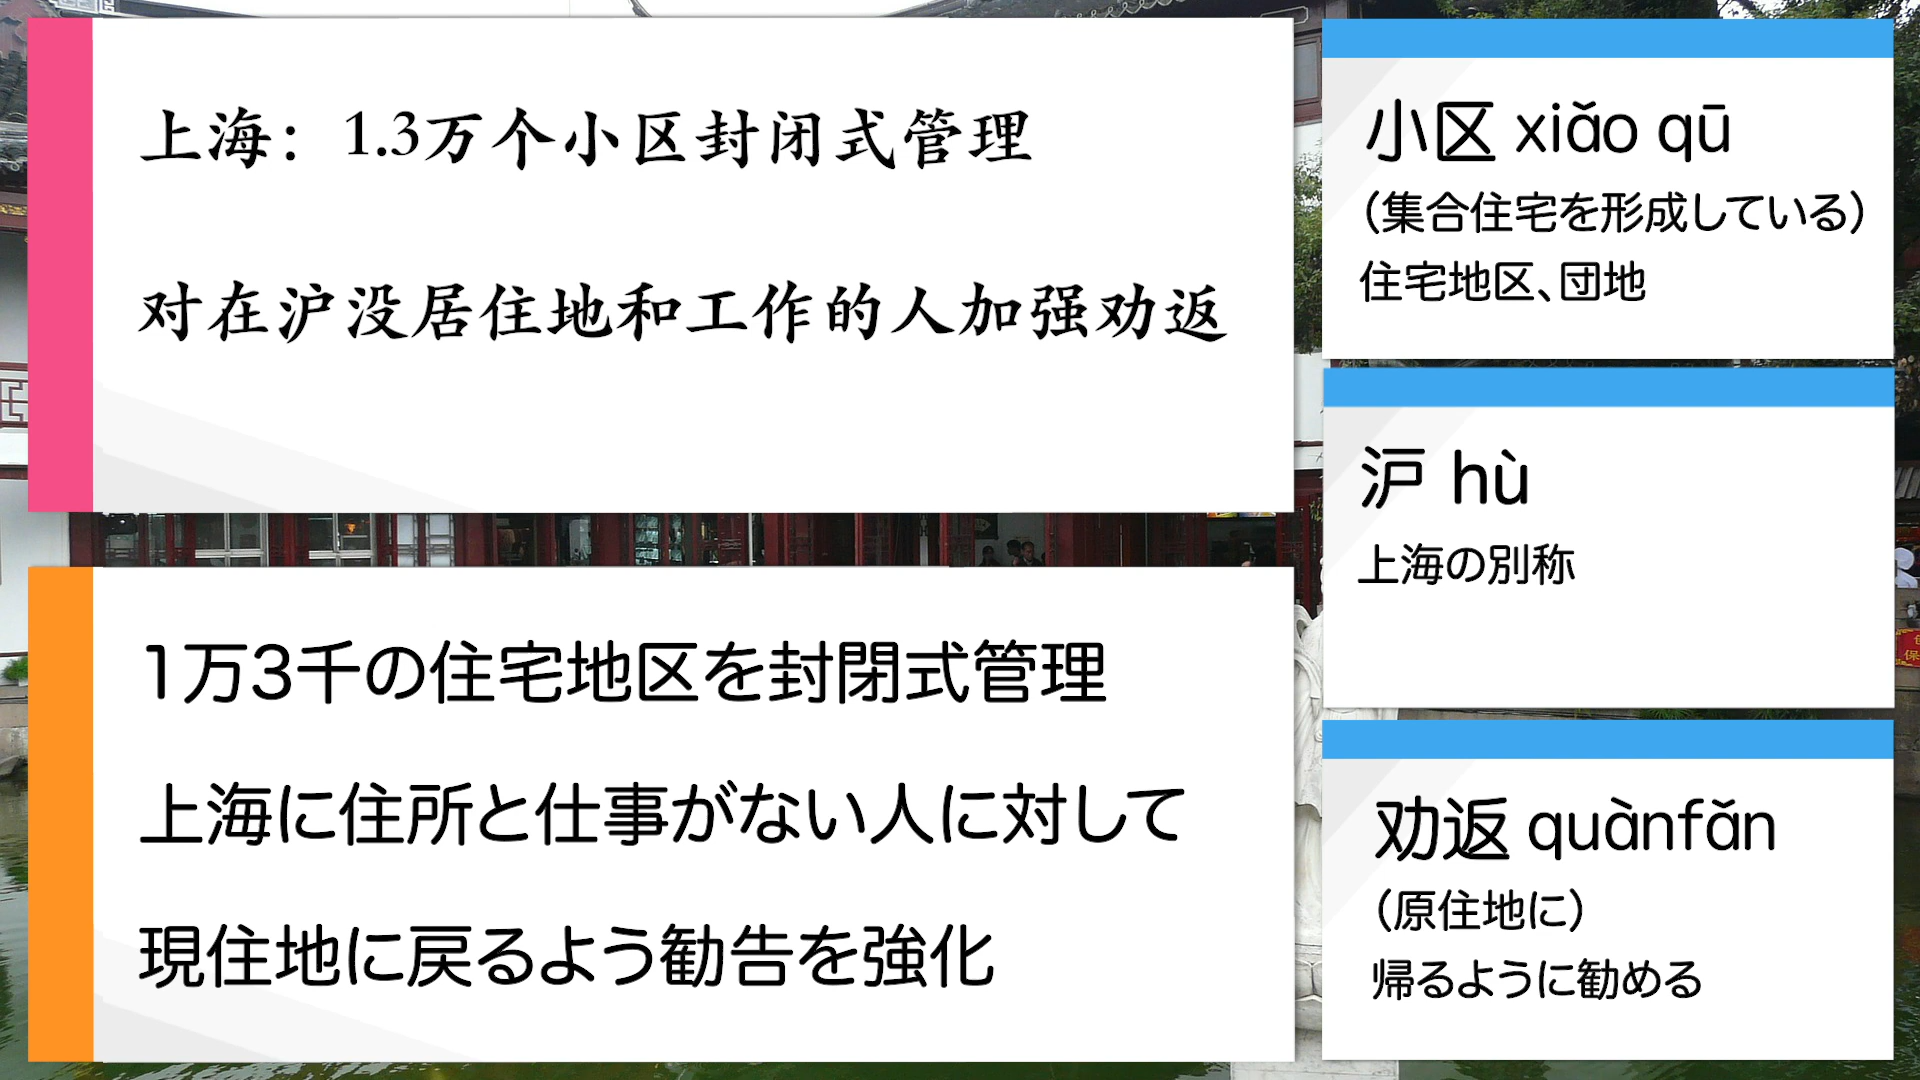 上海：1.3万个小区封闭式管理
对在沪没居住地和工作的人加强劝返
1万3千の住宅地区を封閉式管理
上海に住所と仕事がない人に対して
現住地に戻るよう勧告を強化
小区 xiǎo qū
（集合住宅を形成している）
住宅地区、団地
沪 hù
上海の別称
劝返 quànfǎn
（原住地に）
帰るように勧める